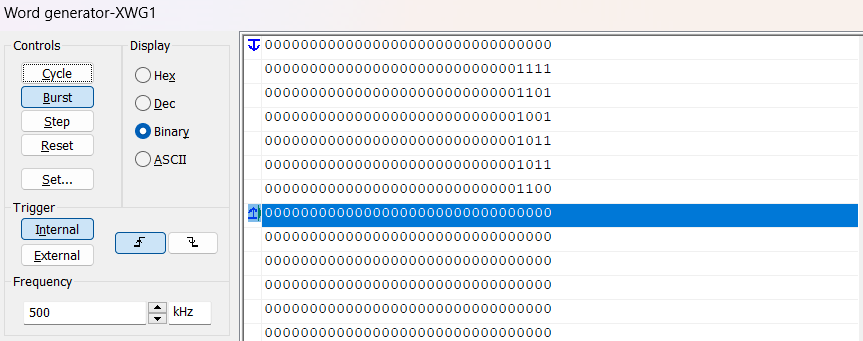 Word generator-XWG1
Controls
Cycle
Burst
Step
Reset
Set...
Display
Hex
Dec
Binary
ASCII
Trigger
Internal
External
Frequency
500
kHz
00000000000000000000000000000000
00000000000000000000000000001111
00000000000000000000000000001101
00000000000000000000000000001001
00000000000000000000000000001011
00000000000000000000000000001011
00000000000000000000000000001100
00000000000000000000000000000000
00000000000000000000000000000000
00000000000000000000000000000000
00000000000000000000000000000000
00000000000000000000000000000000
00000000000000000000000000000000